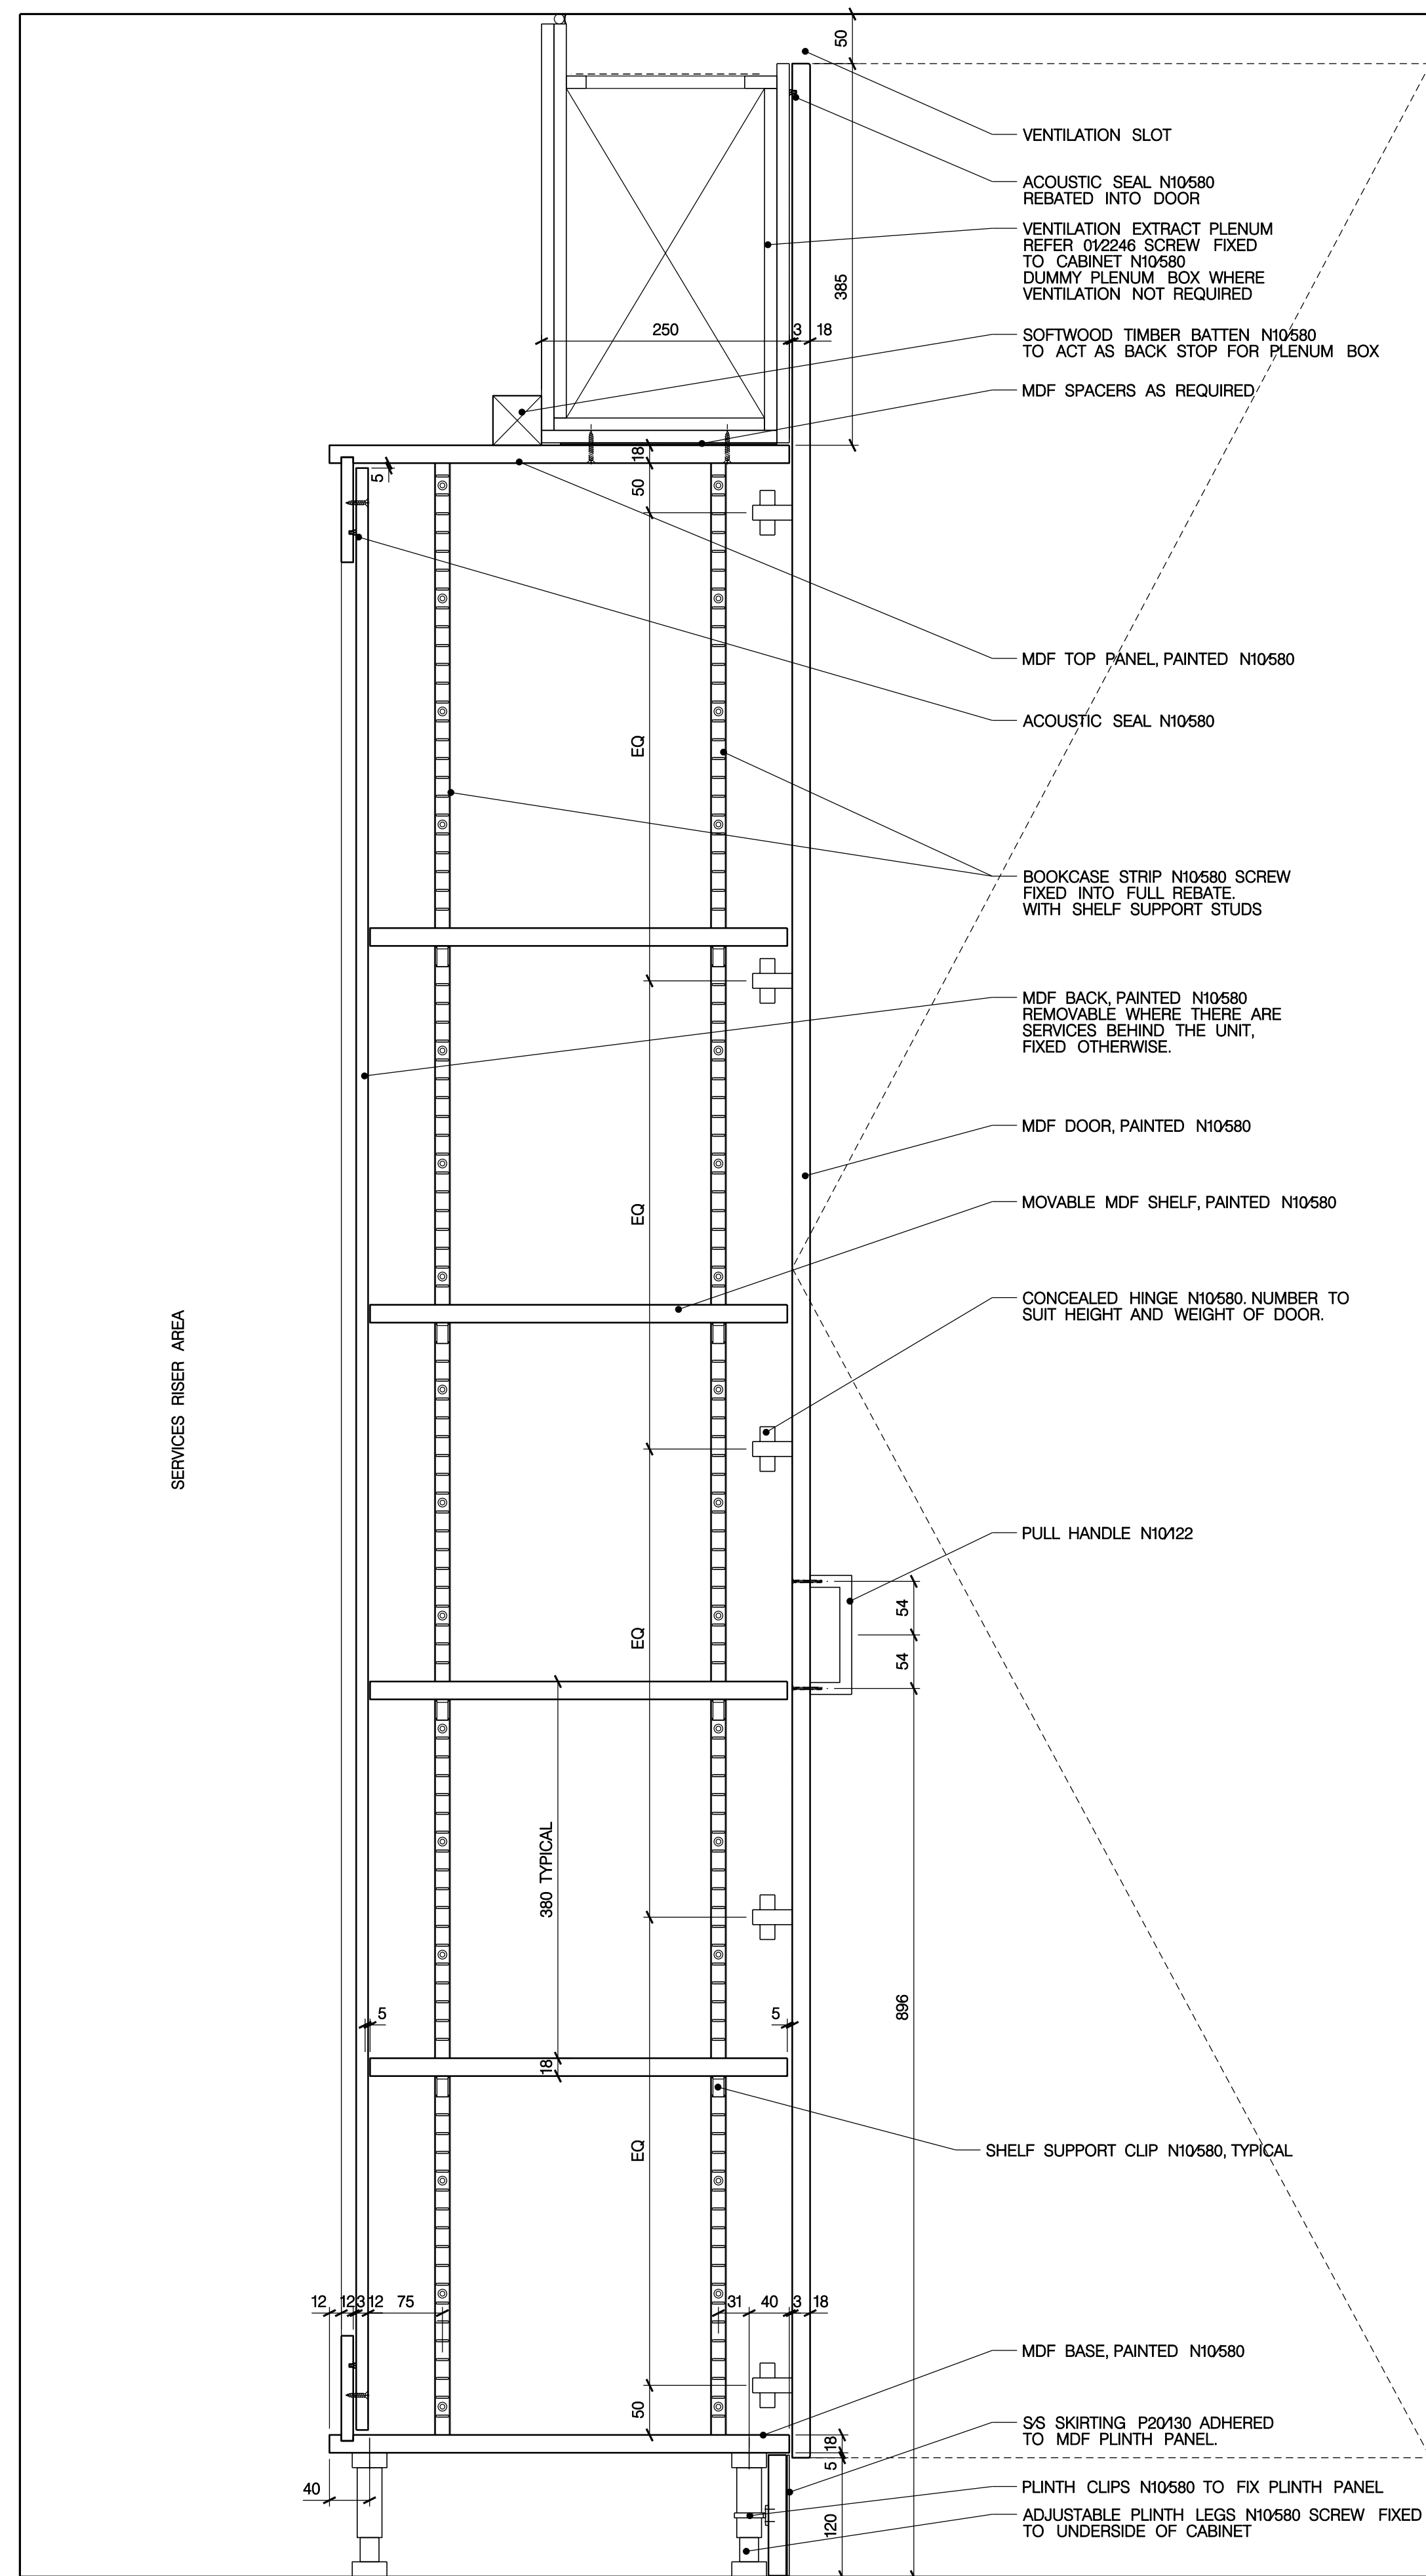 50
VENTILATION SLOT
ACOUSTIC SEAL N10/580
REBATED INTO DOOR
VENTILATION EXTRACT PLENUM
REFER 01/2246 SCREW FIXED
TO CABINET N10/580
DUMMY PLENUM BOX WHERE
VENTILATION NOT REQUIRED
385
250
3
18
SOFTWOOD TIMBER BATTEN N10/580
TO ACT AS BACK STOP FOR PLENUM BOX
MDF SPACERS AS REQUIRED
18
5
50
MDF TOP PANEL, PAINTED N10/580
ACOUSTIC SEAL N10/580
EQ
BOOKCASE STRIP N10/580 SCREW
FIXED INTO FULL REBATE.
WITH SHELF SUPPORT STUDS
MDF BACK, PAINTED N10/580
REMOVABLE WHERE THERE ARE
SERVICES BEHIND THE UNIT,
FIXED OTHERWISE.
MDF DOOR, PAINTED N10/580
MOVABLE MDF SHELF, PAINTED N10/580
EQ
CONCEALED HINGE N10/580. NUMBER TO
SUIT HEIGHT AND WEIGHT OF DOOR.
SERVICES RISER AREA
PULL HANDLE N10/122
54
EQ
54
380 TYPICAL
896
5
5
18
EQ
SHELF SUPPORT CLIP N10/580, TYPICAL
12
12
3
12
75
31
40
3
18
MDF BASE, PAINTED N10/580
50
S/S SKIRTING P20/130 ADHERED
TO MDF PLINTH PANEL.
18
5
40
PLINTH CLIPS N10/580 TO FIX PLINTH PANEL
ADJUSTABLE PLINTH LEGS N10/580 SCREW FIXED
TO UNDERSIDE OF CABINET
120